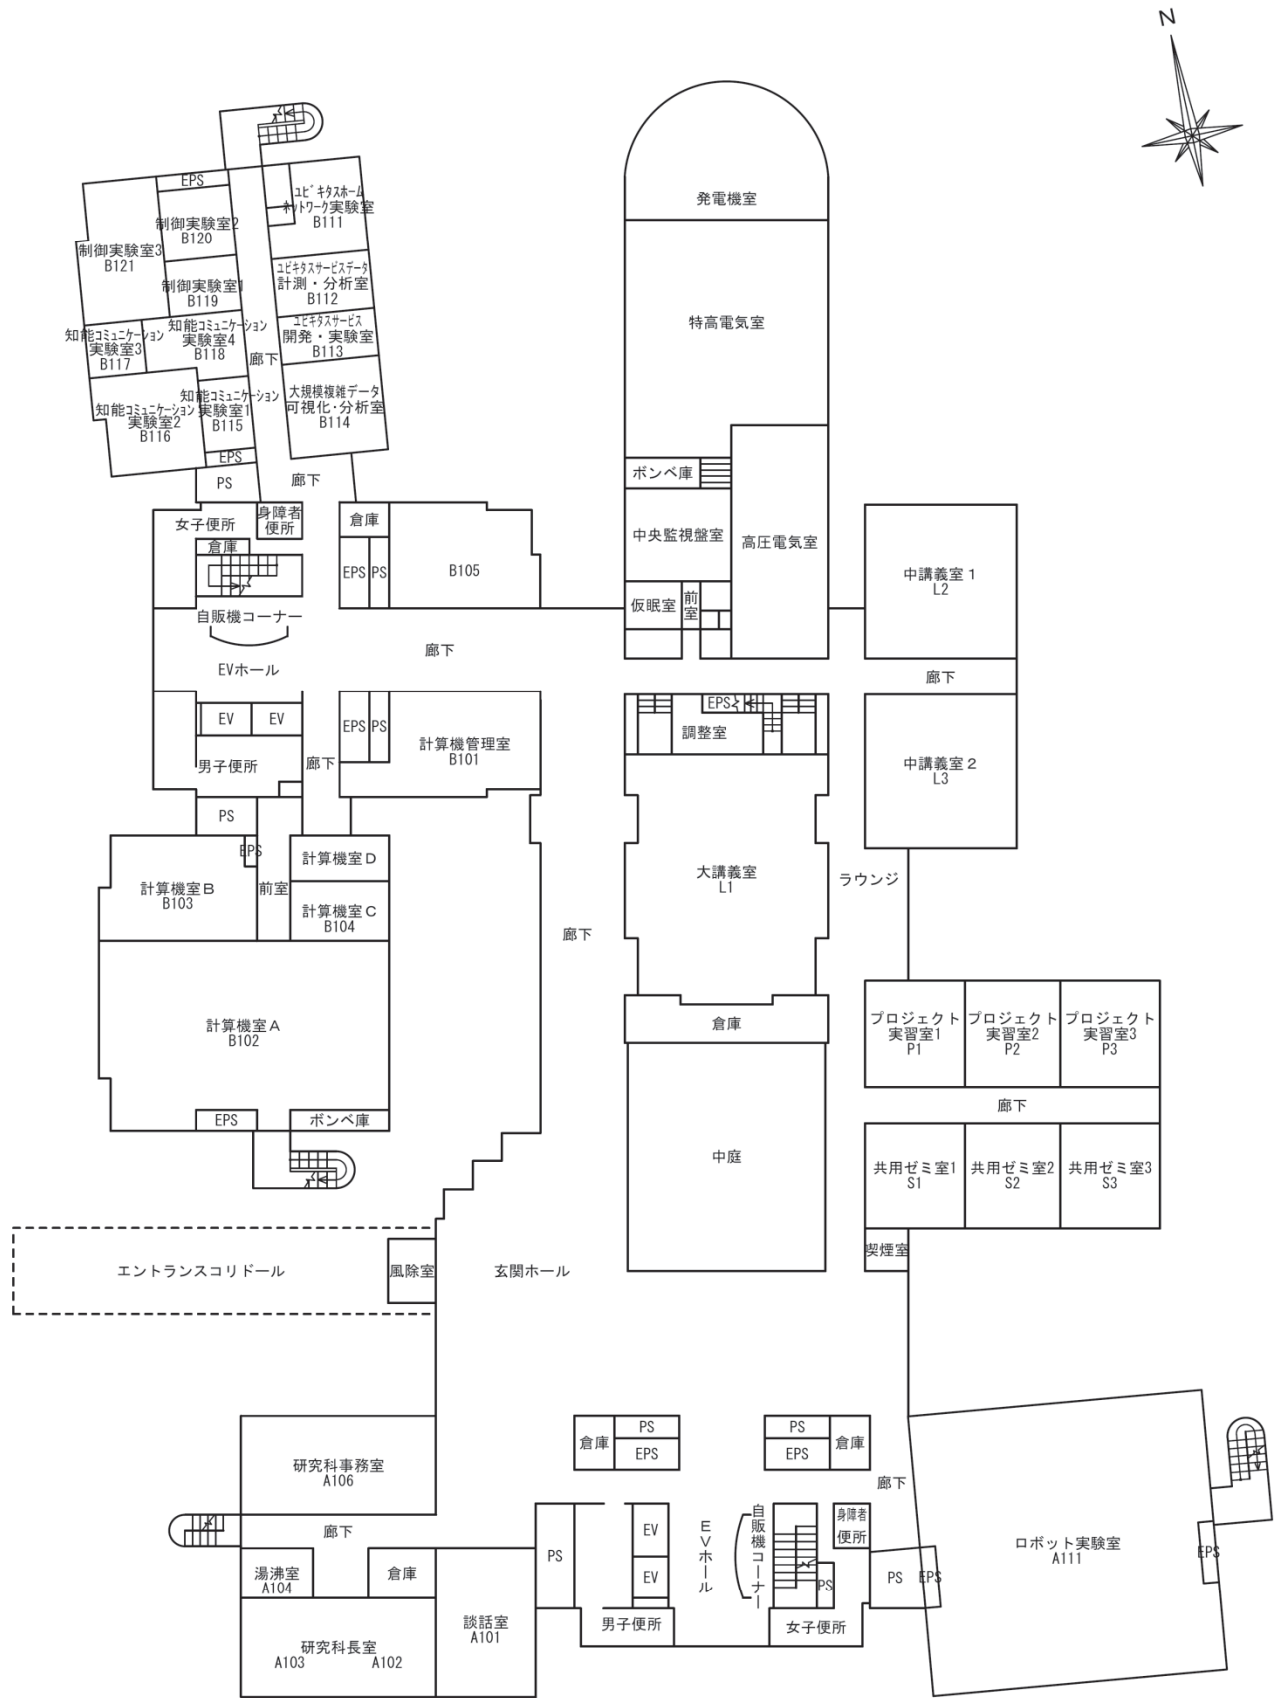 N
発電機室
EPS
ユビキタスホーム
ネットワーク実験室
B111
制御実験室2
B120
制御実験室3
B121
ユビキタスサービスデータ
計測・分析室
B112
制御実験室1
B119
特高電気室
知能コミュニケーション
実験室3
B117
知能コミュニケーション
実験室4
B118
ユビキタスサービス
開発・実験室
B113
廊下
知能コミュニケーション
実験室2
B116
知能コミュニケーション
実験室1
B115
大規模複雑データ
可視化・分析室
B114
EPS
PS
廊下
ボンベ庫
女子便所
身障者
便所
倉庫
倉庫
中央監視盤室
高圧電気室
EPS
PS
B105
中講義室1
L2
仮眠室
前室
自販機コーナー
廊下
EVホール
廊下
EV
EV
EPS
PS
計算機管理室
B101
EPS
調整室
男子便所
廊下
中講義室2
L3
PS
EPS
計算機室D
計算機室B
B103
前室
計算機室C
B104
大講義室
L1
ラウンジ
廊下
計算機室A
B102
倉庫
プロジェクト
実習室1
P1
プロジェクト
実習室2
P2
プロジェクト
実習室3
P3
EPS
ボンベ庫
廊下
中庭
共用ゼミ室1
S1
共用ゼミ室2
S2
共用ゼミ室3
S3
喫煙室
エントランスコリドール
風除室
玄関ホール
倉庫
PS
EPS
PS
EPS
倉庫
研究科事務室
A106
廊下
廊下
PS
EV
EV
EVホール
自販機コーナー
身障者
便所
ロボット実験室
A111
EPS
湯沸室
A104
倉庫
PS
PS
EPS
談話室
A101
男子便所
女子便所
研究科長室
A103
A102